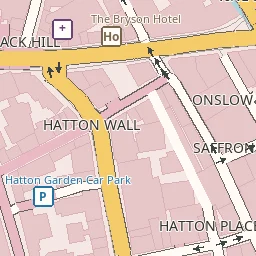 The Bryson Hotel
Ho
ACK HILL
ONSLOW
HATTON WALL
SAFFRON
Hatton Garden Car Park
P
HATTON PLACE